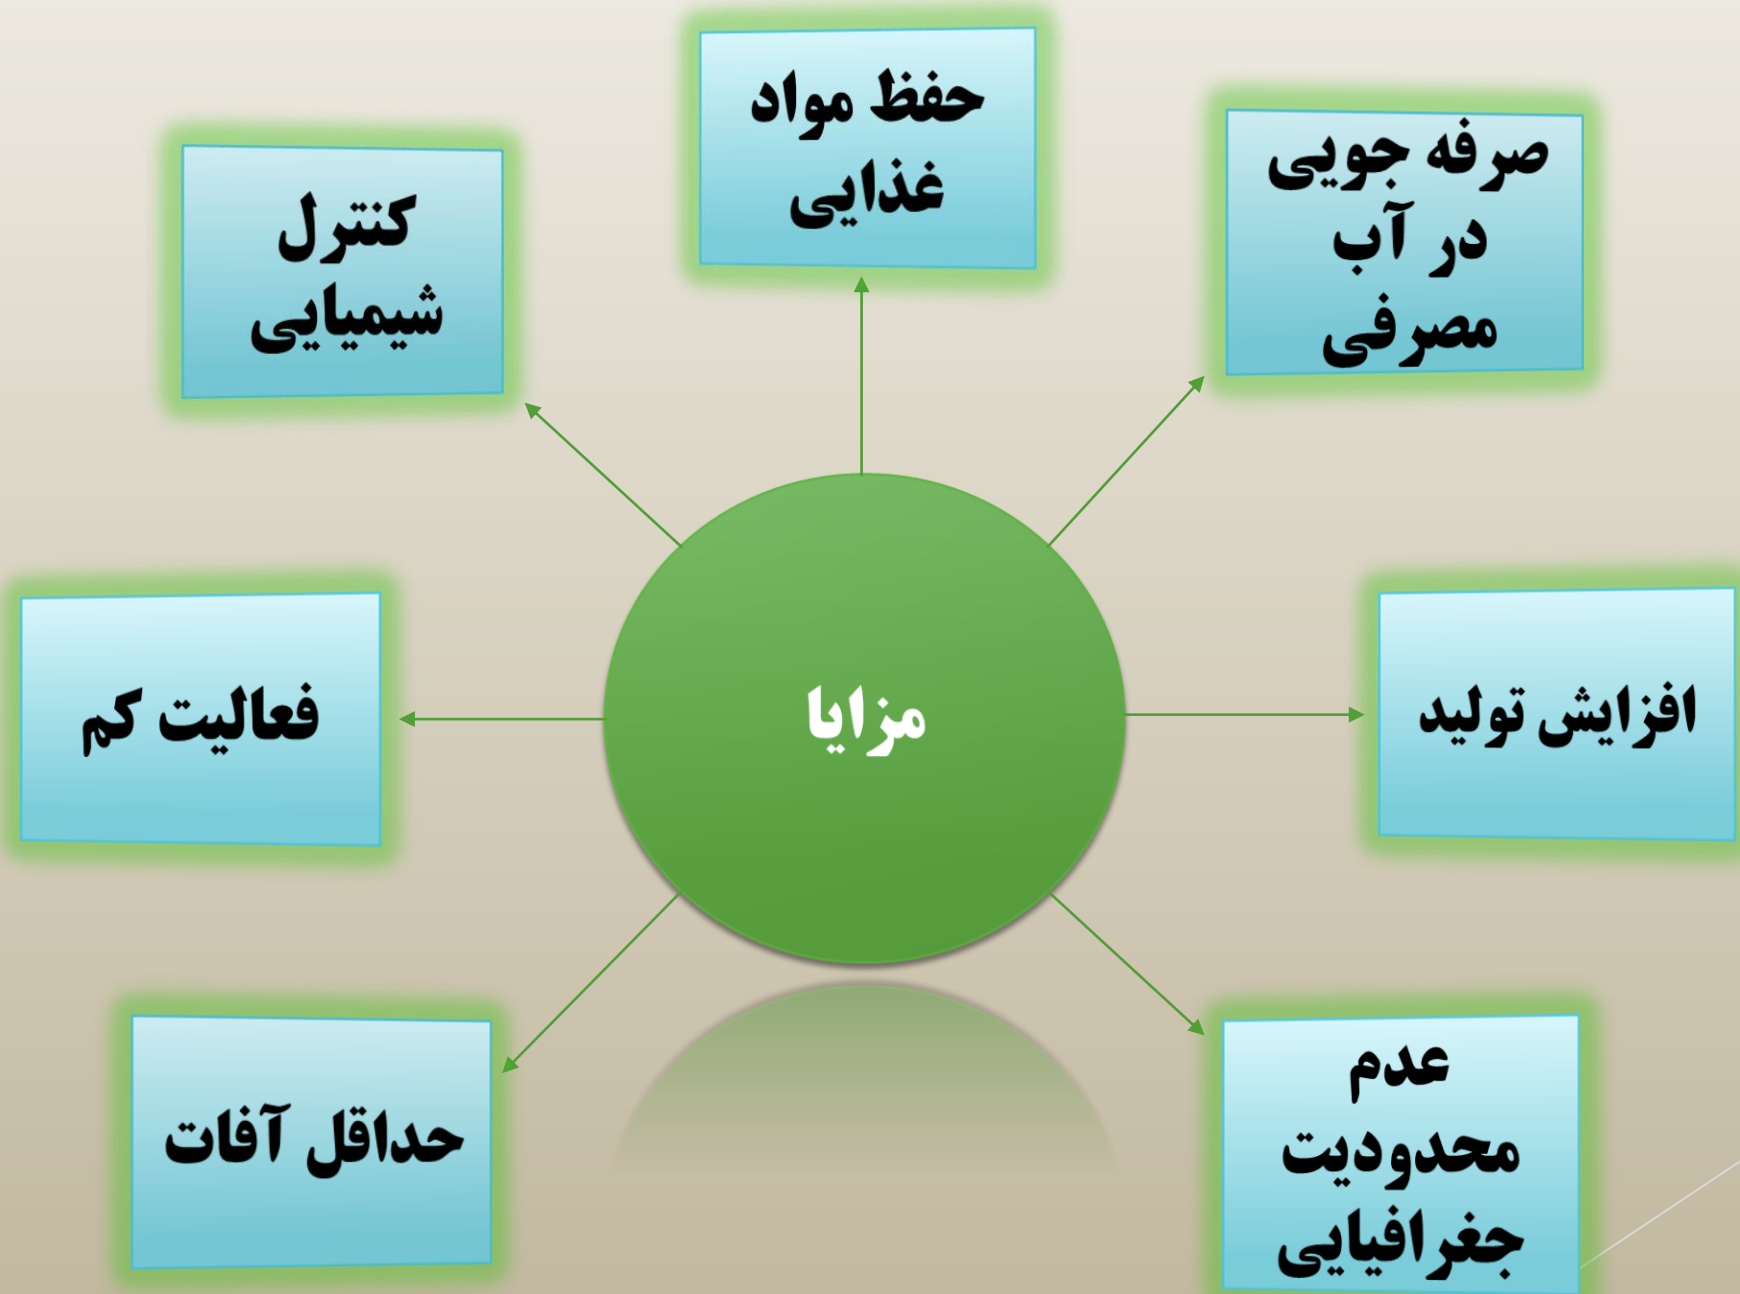 حفظ مواد
غذایی
صرفه جویی
در آب
مصرفی
کنترل
شیمیایی
افزایش تولید
مزایا
فعالیت کم
عدم
محدودیت
جغرافیایی
حداقل آفات